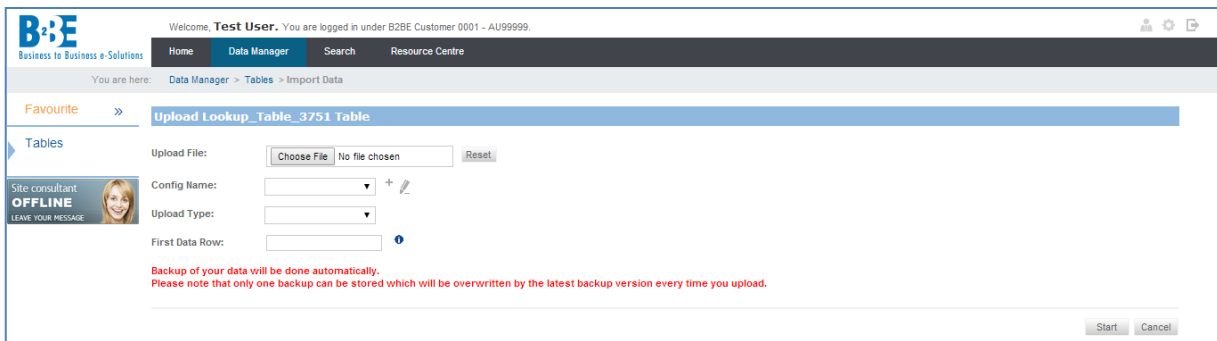 B2BE
Business to Business e-Solutions
Welcome, Test User. You are logged in under B2BE Customer 0001 - AU99999.
Home Data Manager Search Resource Centre
You are here: Data Manager > Tables > Import Data
Favourite »
Tables
Site consultant
OFFLINE
LEAVE YOUR MESSAGE
Upload Lookup_Table_3751 Table
Upload File: Choose File No file chosen Reset
Config Name:
Upload Type:
First Data Row:
Backup of your data will be done automatically.
Please note that only one backup can be stored which will be overwritten by the latest backup version every time you upload.
Start Cancel